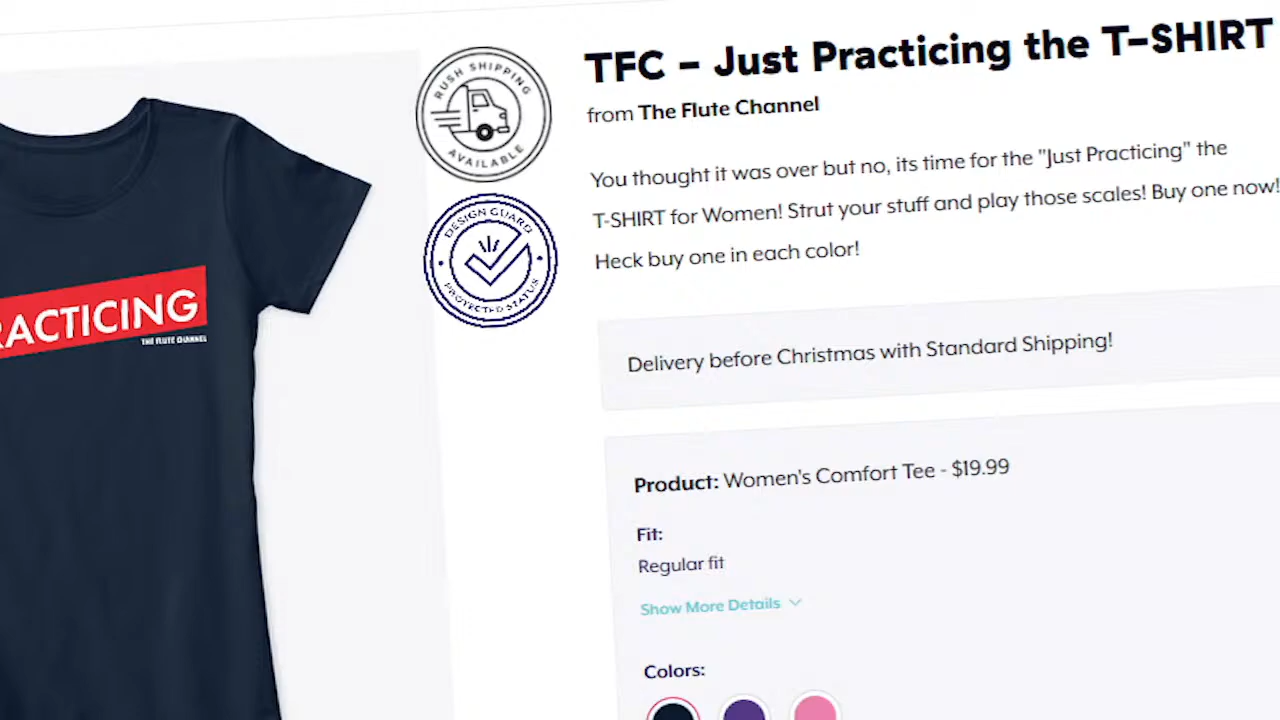 TFC – Just Practicing the T-SHIRT
from The Flute Channel
You thought it was over but no, its time for the "Just Practicing" the
T-SHIRT for Women! Strut your stuff and play those scales! Buy one now!
Heck buy one in each color!
Delivery before Christmas with Standard Shipping!
Product: Women's Comfort Tee - $19.99
Fit:
Regular fit
Show More Details
Colors:
RUSH SHIPPING
AVAILABLE
DESIGN GUARD
PROTECTED STATUS
RACTICING
THE FLUTE CHANNEL